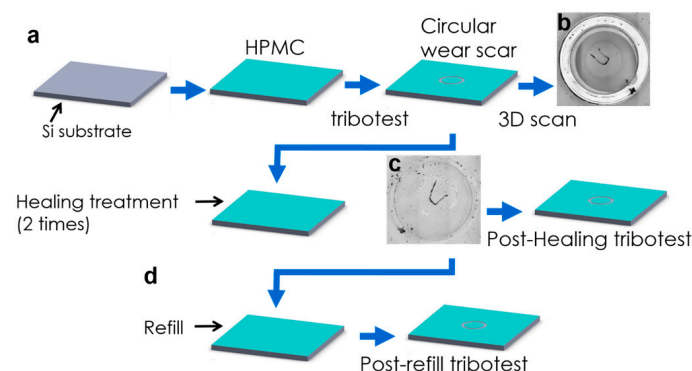 a
HPMC
Circular
wear scar
b
Si substrate
tribotest
3D scan
c
Healing treatment
(2 times)
Post-Healing tribotest
d
Refill
Post-refill tribotest